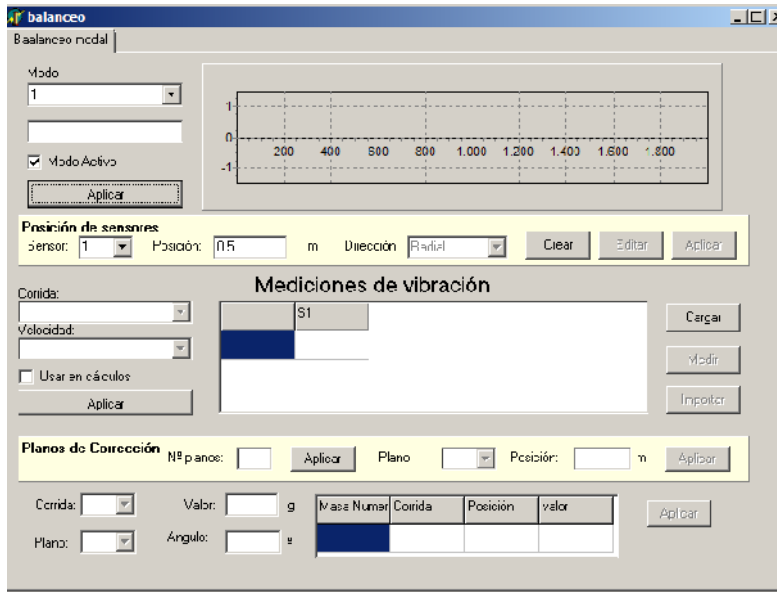 balanceo
Baalanceo modal
Modo
1
Modo Activo
Aplicar
1
0
-1
200 400 600 800 1.000 1.200 1.400 1.600 1.800
Posición de sensores
Sensor: 1 Posición: 0.5 m Dirección Radial Crear Editar Aplicar
Mediciones de vibración
Corrida:
Velocidad:
Usar en cálculos
Aplicar
S1
Cargar
Medir
Importar
Planos de Corrección Nº planos: Aplicar Plano Posición: m Aplicar
Corrida: Valor: g
Plano: Angulo: º
Masa Numer Corrida Posición valor
Aplicar